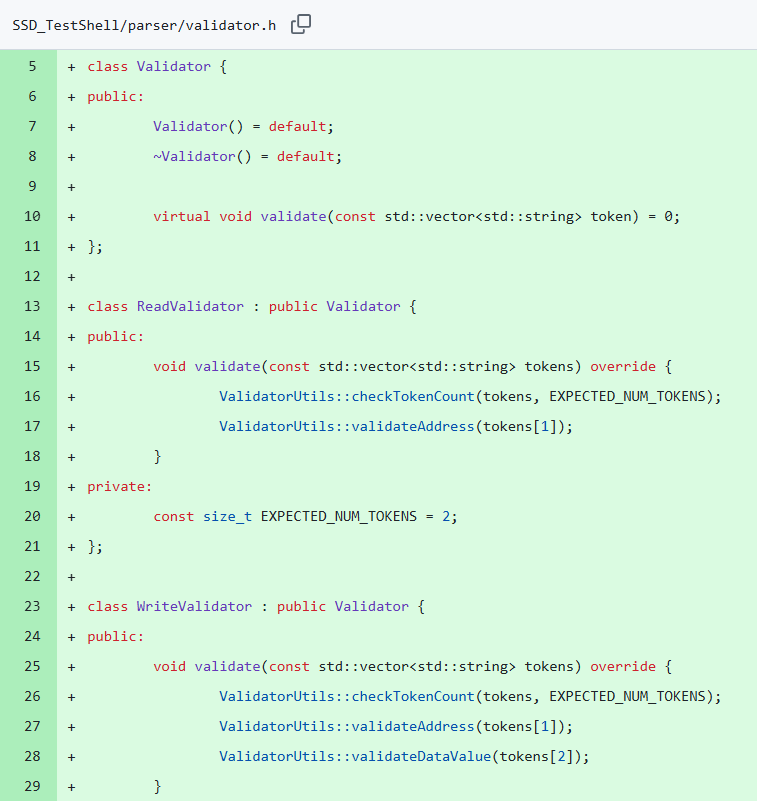 SSD_TestShell/parser/validator.h
5 + class Validator {
6 + public:
7 + Validator() = default;
8 + ~Validator() = default;
9 +
10 + virtual void validate(const std::vector<std::string> token) = 0;
11 + };
12 +
13 + class ReadValidator : public Validator {
14 + public:
15 + void validate(const std::vector<std::string> tokens) override {
16 + ValidatorUtils::checkTokenCount(tokens, EXPECTED_NUM_TOKENS);
17 + ValidatorUtils::validateAddress(tokens[1]);
18 + }
19 + private:
20 + const size_t EXPECTED_NUM_TOKENS = 2;
21 + };
22 +
23 + class WriteValidator : public Validator {
24 + public:
25 + void validate(const std::vector<std::string> tokens) override {
26 + ValidatorUtils::checkTokenCount(tokens, EXPECTED_NUM_TOKENS);
27 + ValidatorUtils::validateAddress(tokens[1]);
28 + ValidatorUtils::validateDataValue(tokens[2]);
29 + }